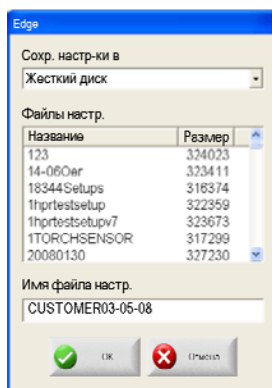 Edge
Сохр. настр-ки в
Жесткий диск
Файлы настр.
Название Размер
123 324023
14-06Oer 323411
18344Setups 316374
1hprtestsetup 322359
1hprtestsetupv7 323673
1TORCHSENSOR 317299
20080130 327230
Имя файла настр.
CUSTOMER03-05-08
OK Отмена